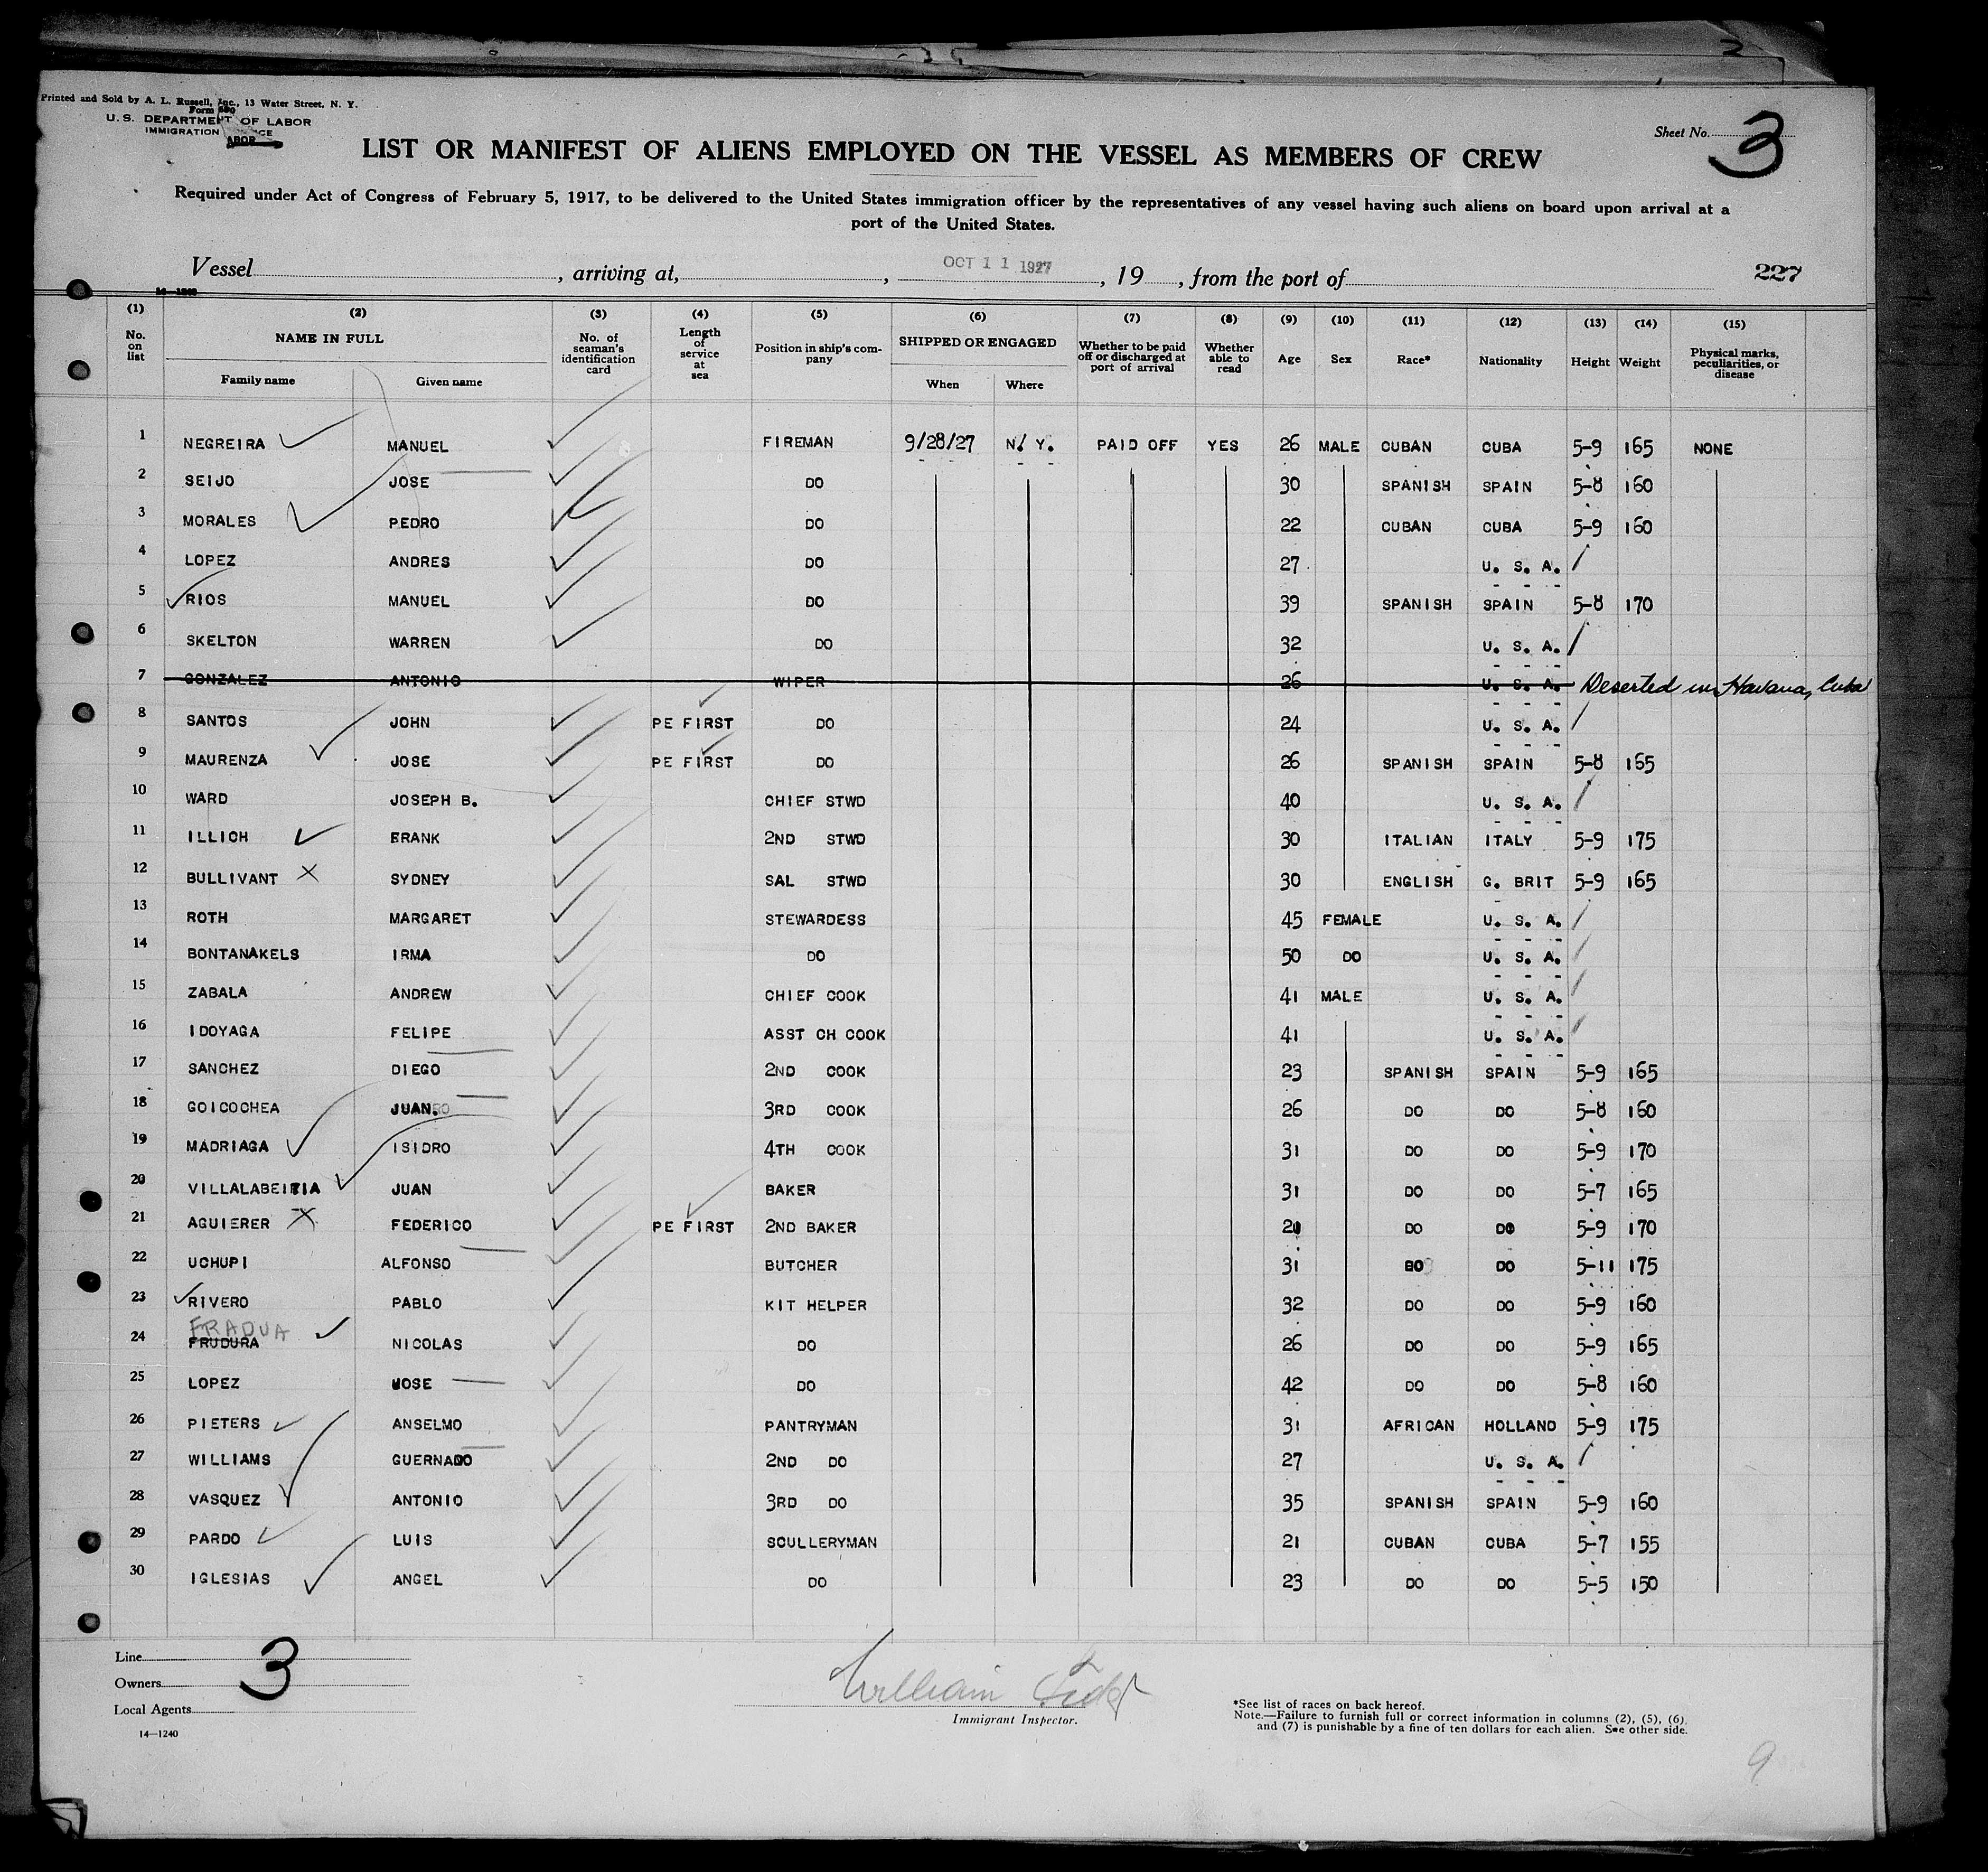 Printed and Sold by A. L. Russell, Inc., 13 Water Street, N. Y.
Form
U. S. DEPARTMENT OF LABOR
IMMIGRATION
Sheet No. 3
LIST OR MANIFEST OF ALIENS EMPLOYED ON THE VESSEL AS MEMBERS OF CREW
Required under Act of Congress of February 5, 1917, to be delivered to the United States immigration officer by the representatives of any vessel having such aliens on board upon arrival at a
port of the United States.
Vessel , arriving at, , OCT 11 1927 , 19 , from the port of 227
(1) No. on list (2) NAME IN FULL Family name Given name (3) No. of seaman's identification card (4) Length of service at sea (5) Position in ship's company (6) SHIPPED OR ENGAGED When Where (7) Whether to be paid off or discharged at port of arrival (8) Whether able to read (9) Age (10) Sex (11) Race* (12) Nationality (13) Height (14) Weight (15) Physical marks, peculiarities, or disease
1 NEGREIRA MANUEL FIREMAN 9/28/27 N. Y. PAID OFF YES 26 MALE CUBAN CUBA 5-9 165 NONE
2 SEIJO JOSE DO 30 SPANISH SPAIN 5-8 160
3 MORALES PEDRO DO 22 CUBAN CUBA 5-9 160
4 LOPEZ ANDRES DO 27 U. S. A.
5 RIOS MANUEL DO 39 SPANISH SPAIN 5-8 170
6 SKELTON WARREN DO 32 U. S. A.
7 GONZALEZ ANTONIO WIPER 26 U. S. A. Deserted in Havana, Cuba
8 SANTOS JOHN PE FIRST DO 24 U. S. A.
9 MAURENZA JOSE PE FIRST DO 26 SPANISH SPAIN 5-8 165
10 WARD JOSEPH B. CHIEF STWD 40 U. S. A.
11 ILLICH FRANK 2ND STWD 30 ITALIAN ITALY 5-9 175
12 BULLIVANT SYDNEY SAL STWD 30 ENGLISH G. BRIT 5-9 165
13 ROTH MARGARET STEWARDESS 45 FEMALE U. S. A.
14 BONTANAKELS IRMA DO 50 DO U. S. A.
15 ZABALA ANDREW CHIEF COOK 41 MALE U. S. A.
16 IDOYAGA FELIPE ASST CH COOK 41 U. S. A.
17 SANCHEZ DIEGO 2ND COOK 23 SPANISH SPAIN 5-9 165
18 GOICOCHEA JUAN. 3RD COOK 26 DO DO 5-8 160
19 MADRIAGA ISIDRO 4TH COOK 31 DO DO 5-9 170
20 VILLALABEITIA JUAN BAKER 31 DO DO 5-7 165
21 AGUIERER FEDERICO PE FIRST 2ND BAKER DO DO 5-9 170
22 UCHUPI ALFONSO BUTCHER 31 DO DO 5-11 175
23 RIVERO PABLO KIT HELPER 32 DO DO 5-9 160
FRADUA
24 FRUDURA NICOLAS DO 26 DO DO 5-9 165
25 LOPEZ JOSE DO 42 DO DO 5-8 160
26 PIETERS ANSELMO PANTRYMAN 31 AFRICAN HOLLAND 5-9 175
27 WILLIAMS GUERNADO 2ND DO 27 U. S. A.
28 VASQUEZ ANTONIO 3RD DO 35 SPANISH SPAIN 5-9 160
29 PARDO LUIS SCULLERYMAN 21 CUBAN CUBA 5-7 155
30 IGLESIAS ANGEL DO 23 DO DO 5-5 150
Line
Owners 3
Local Agents
14—1240
William
Immigrant Inspector.
*See list of races on back hereof.
Note.—Failure to furnish full or correct information in columns (2), (5), (6), and (7) is punishable by a fine of ten dollars for each alien. See other side.
9